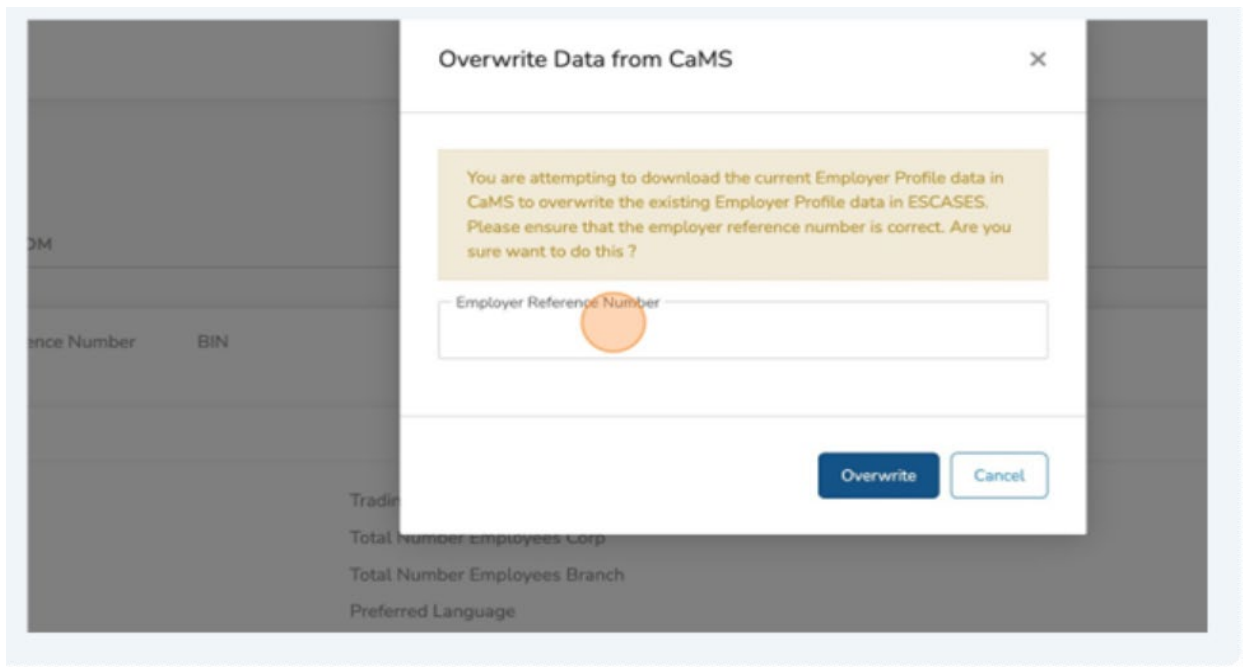 Overwrite Data from CaMS
×
You are attempting to download the current Employer Profile data in
CaMS to overwrite the existing Employer Profile data in ESCASES.
Please ensure that the employer reference number is correct. Are you
sure want to do this ?
Employer Reference Number
Number BIN
Overwrite Cancel
Total Number Employees Corp
Total Number Employees Branch
Preferred Language